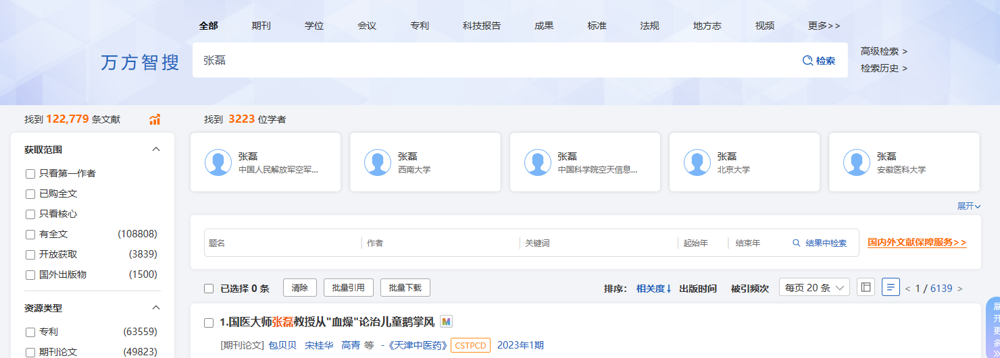 全部 期刊 学位 会议 专利 科技报告 成果 标准 法规 地方志 视频 更多>>
万方智搜 张磊 检索
高级检索 >
检索历史 >
找到 122,779 条文献 找到 3223 位学者
获取范围
只看第一作者
已购全文
只看核心
有全文 (108808)
开放获取 (3839)
国外出版物 (1500)
资源类型
专利 (63559)
期刊论文 (49823)
张磊
中国人民解放军空军...
张磊
西南大学
张磊
中国科学院空天信息...
张磊
北京大学
张磊
安徽医科大学
展开
题名 作者 关键词 起始年 结束年 结果中检索 国内外文献保障服务>>
已选择 0 条 清除 批量引用 批量下载 排序: 相关度 出版时间 被引频次 每页 20 条 < 1 / 6139 >
1.国医大师张磊教授从"血燥"论治儿童鹅掌风 M
[期刊论文] 包贝贝 宋桂华 高青 等 -《天津中医药》 CSTPCD 2023年1期
展
开
更
多